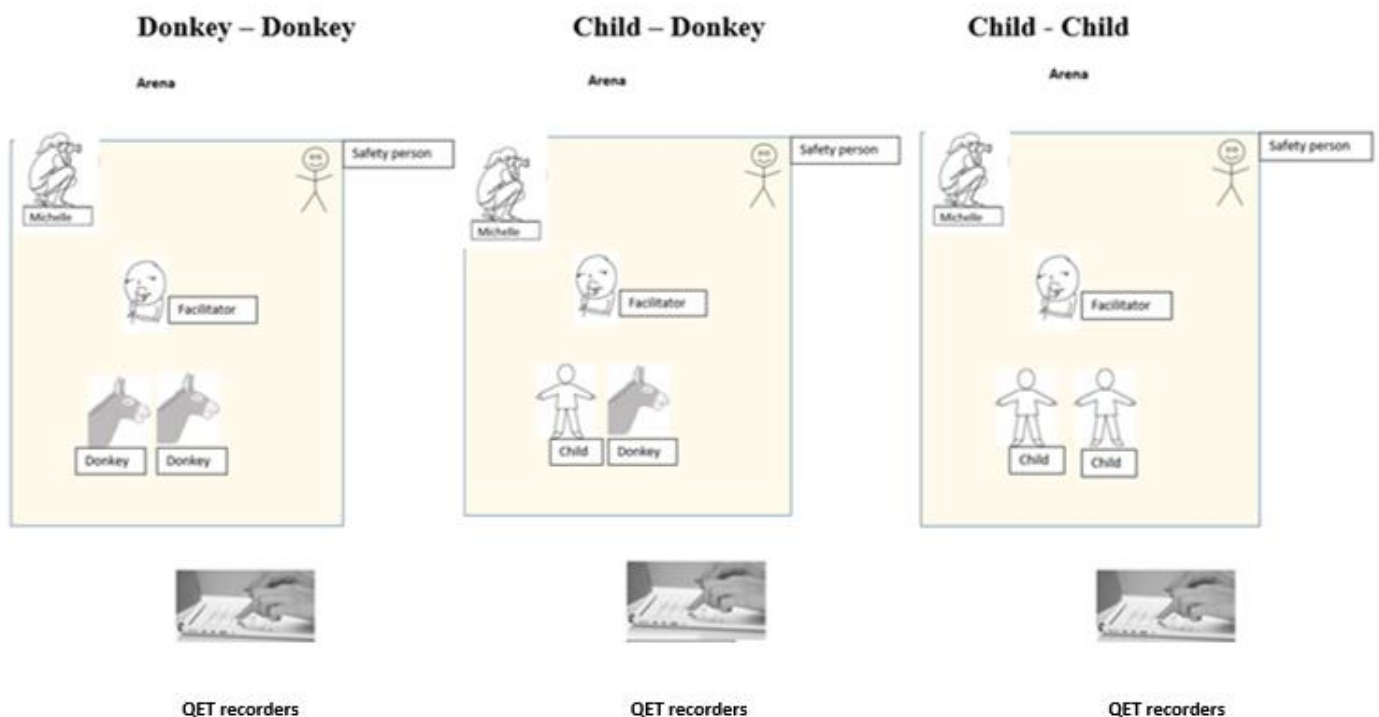 Donkey – Donkey
Child – Donkey
Child - Child
Arena
Arena
Arena
Safety person
Safety person
Safety person
Michelle
Michelle
Michelle
Facilitator
Facilitator
Facilitator
Donkey
Donkey
Child
Donkey
Child
Child
QET recorders
QET recorders
QET recorders